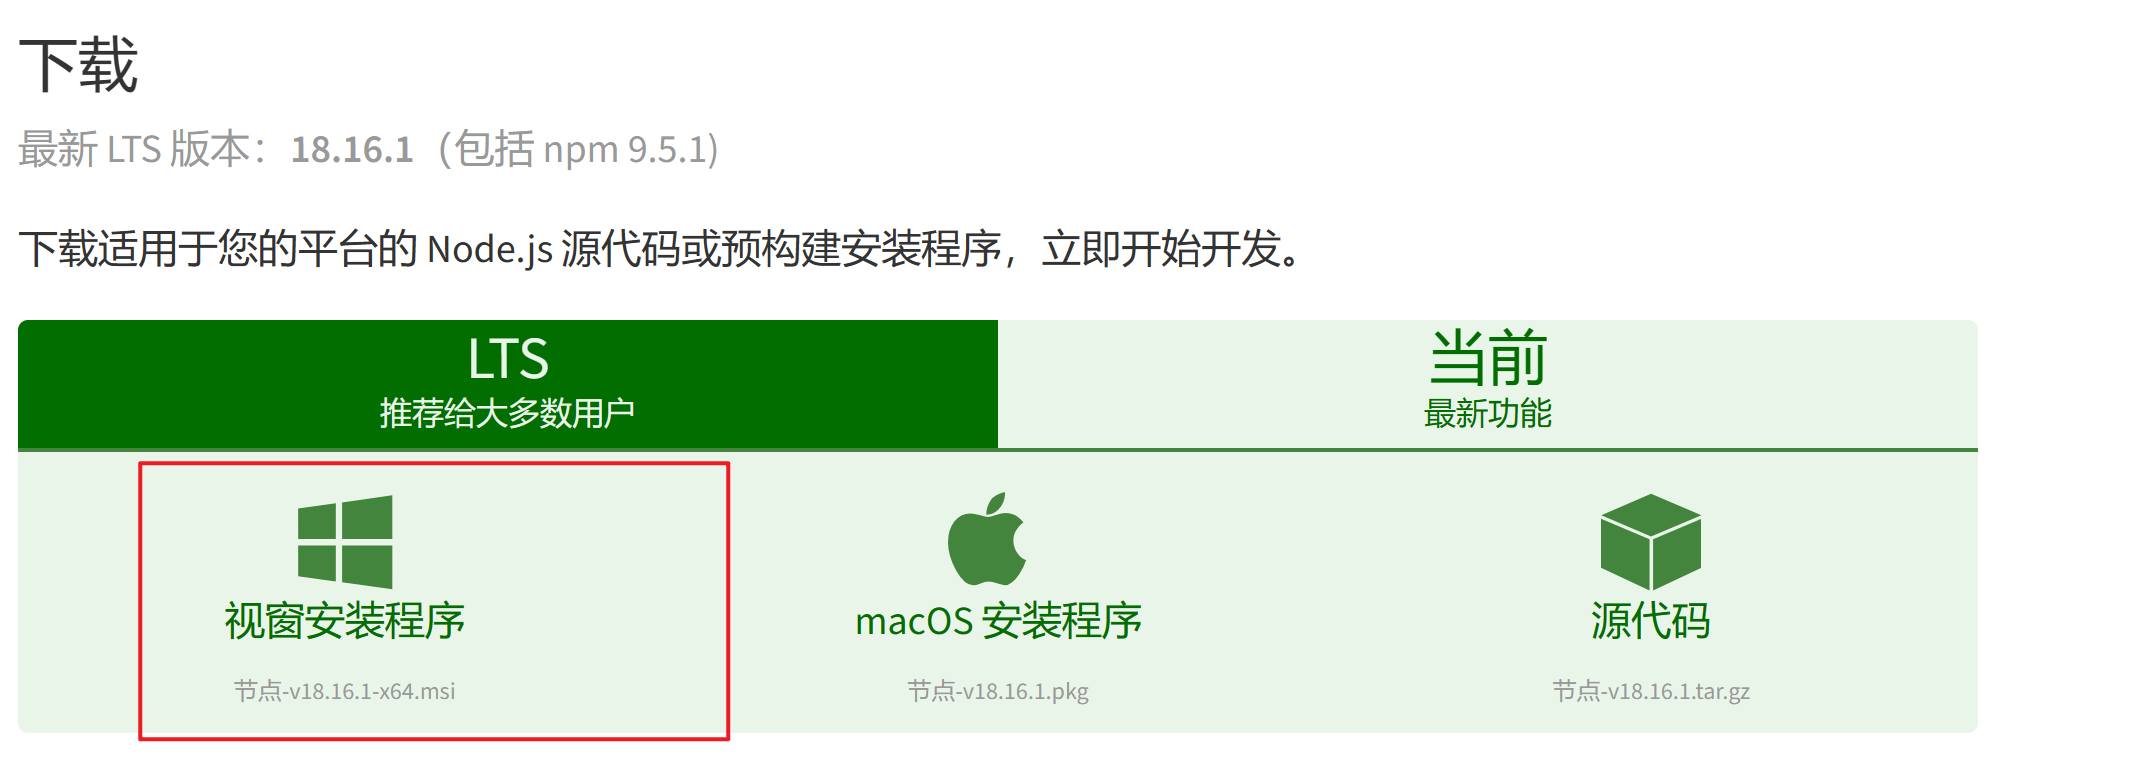 下载
最新 LTS 版本：18.16.1（包括 npm 9.5.1)
下载适用于您的平台的 Node.js 源代码或预构建安装程序，立即开始开发。
LTS
推荐给大多数用户
当前
最新功能
视窗安装程序
节点-v18.16.1-x64.msi
macOS 安装程序
节点-v18.16.1.pkg
源代码
节点-v18.16.1.tar.gz